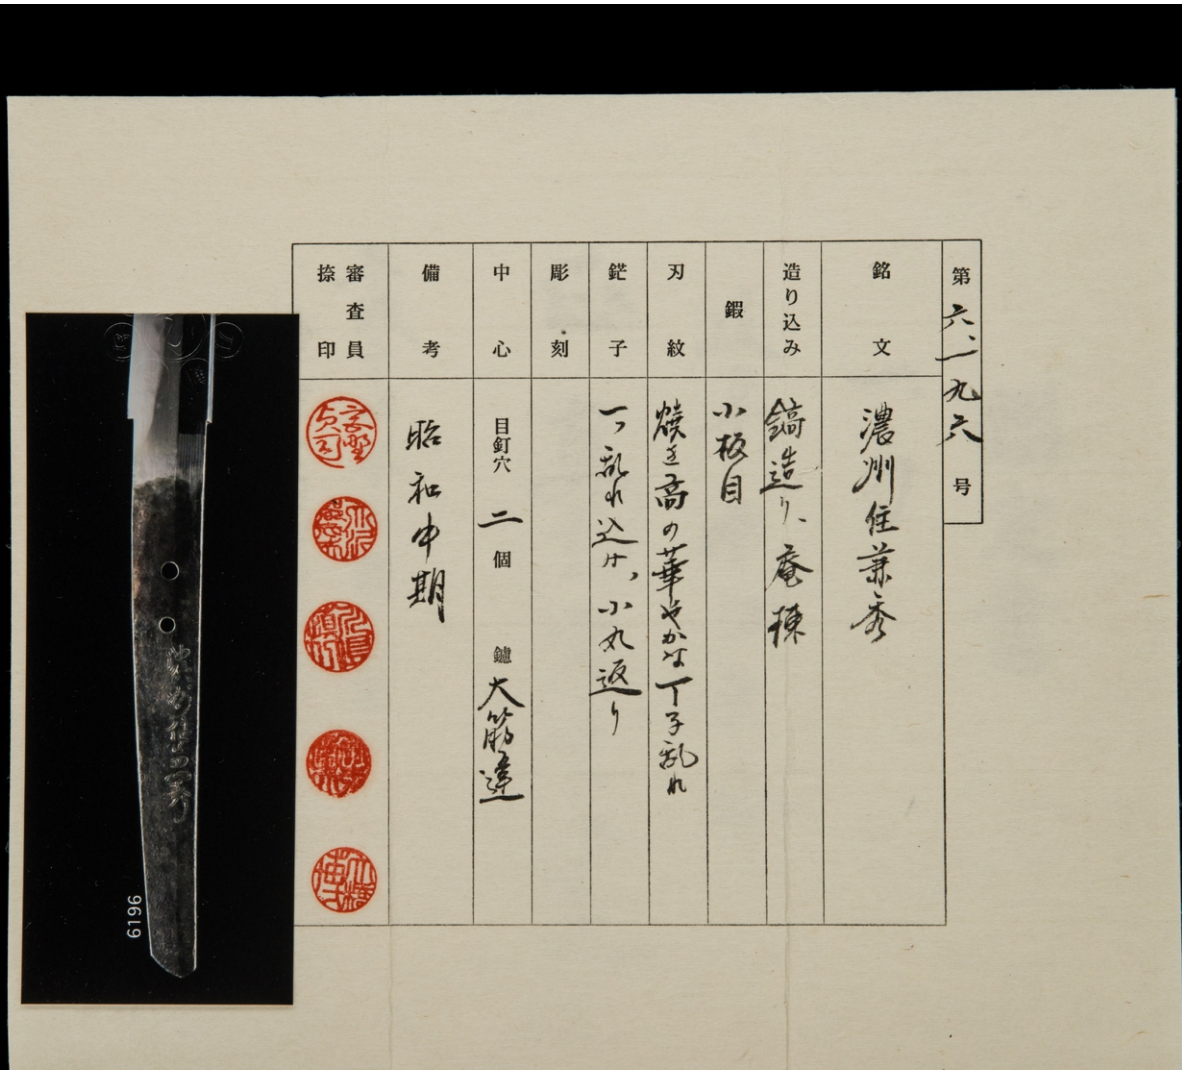 第六、一九六号
銘文
濃州住兼秀
造り込み
鎬造り、庵棟
鍜
小板目
刃紋
焼き高の華やかな丁子乱れ
鋩子
一つ乱れ込み、小丸返り
彫刻
中心
目釘穴 二 個 鑢 大筋違
備考
昭和中期
審査員
捺印
6196